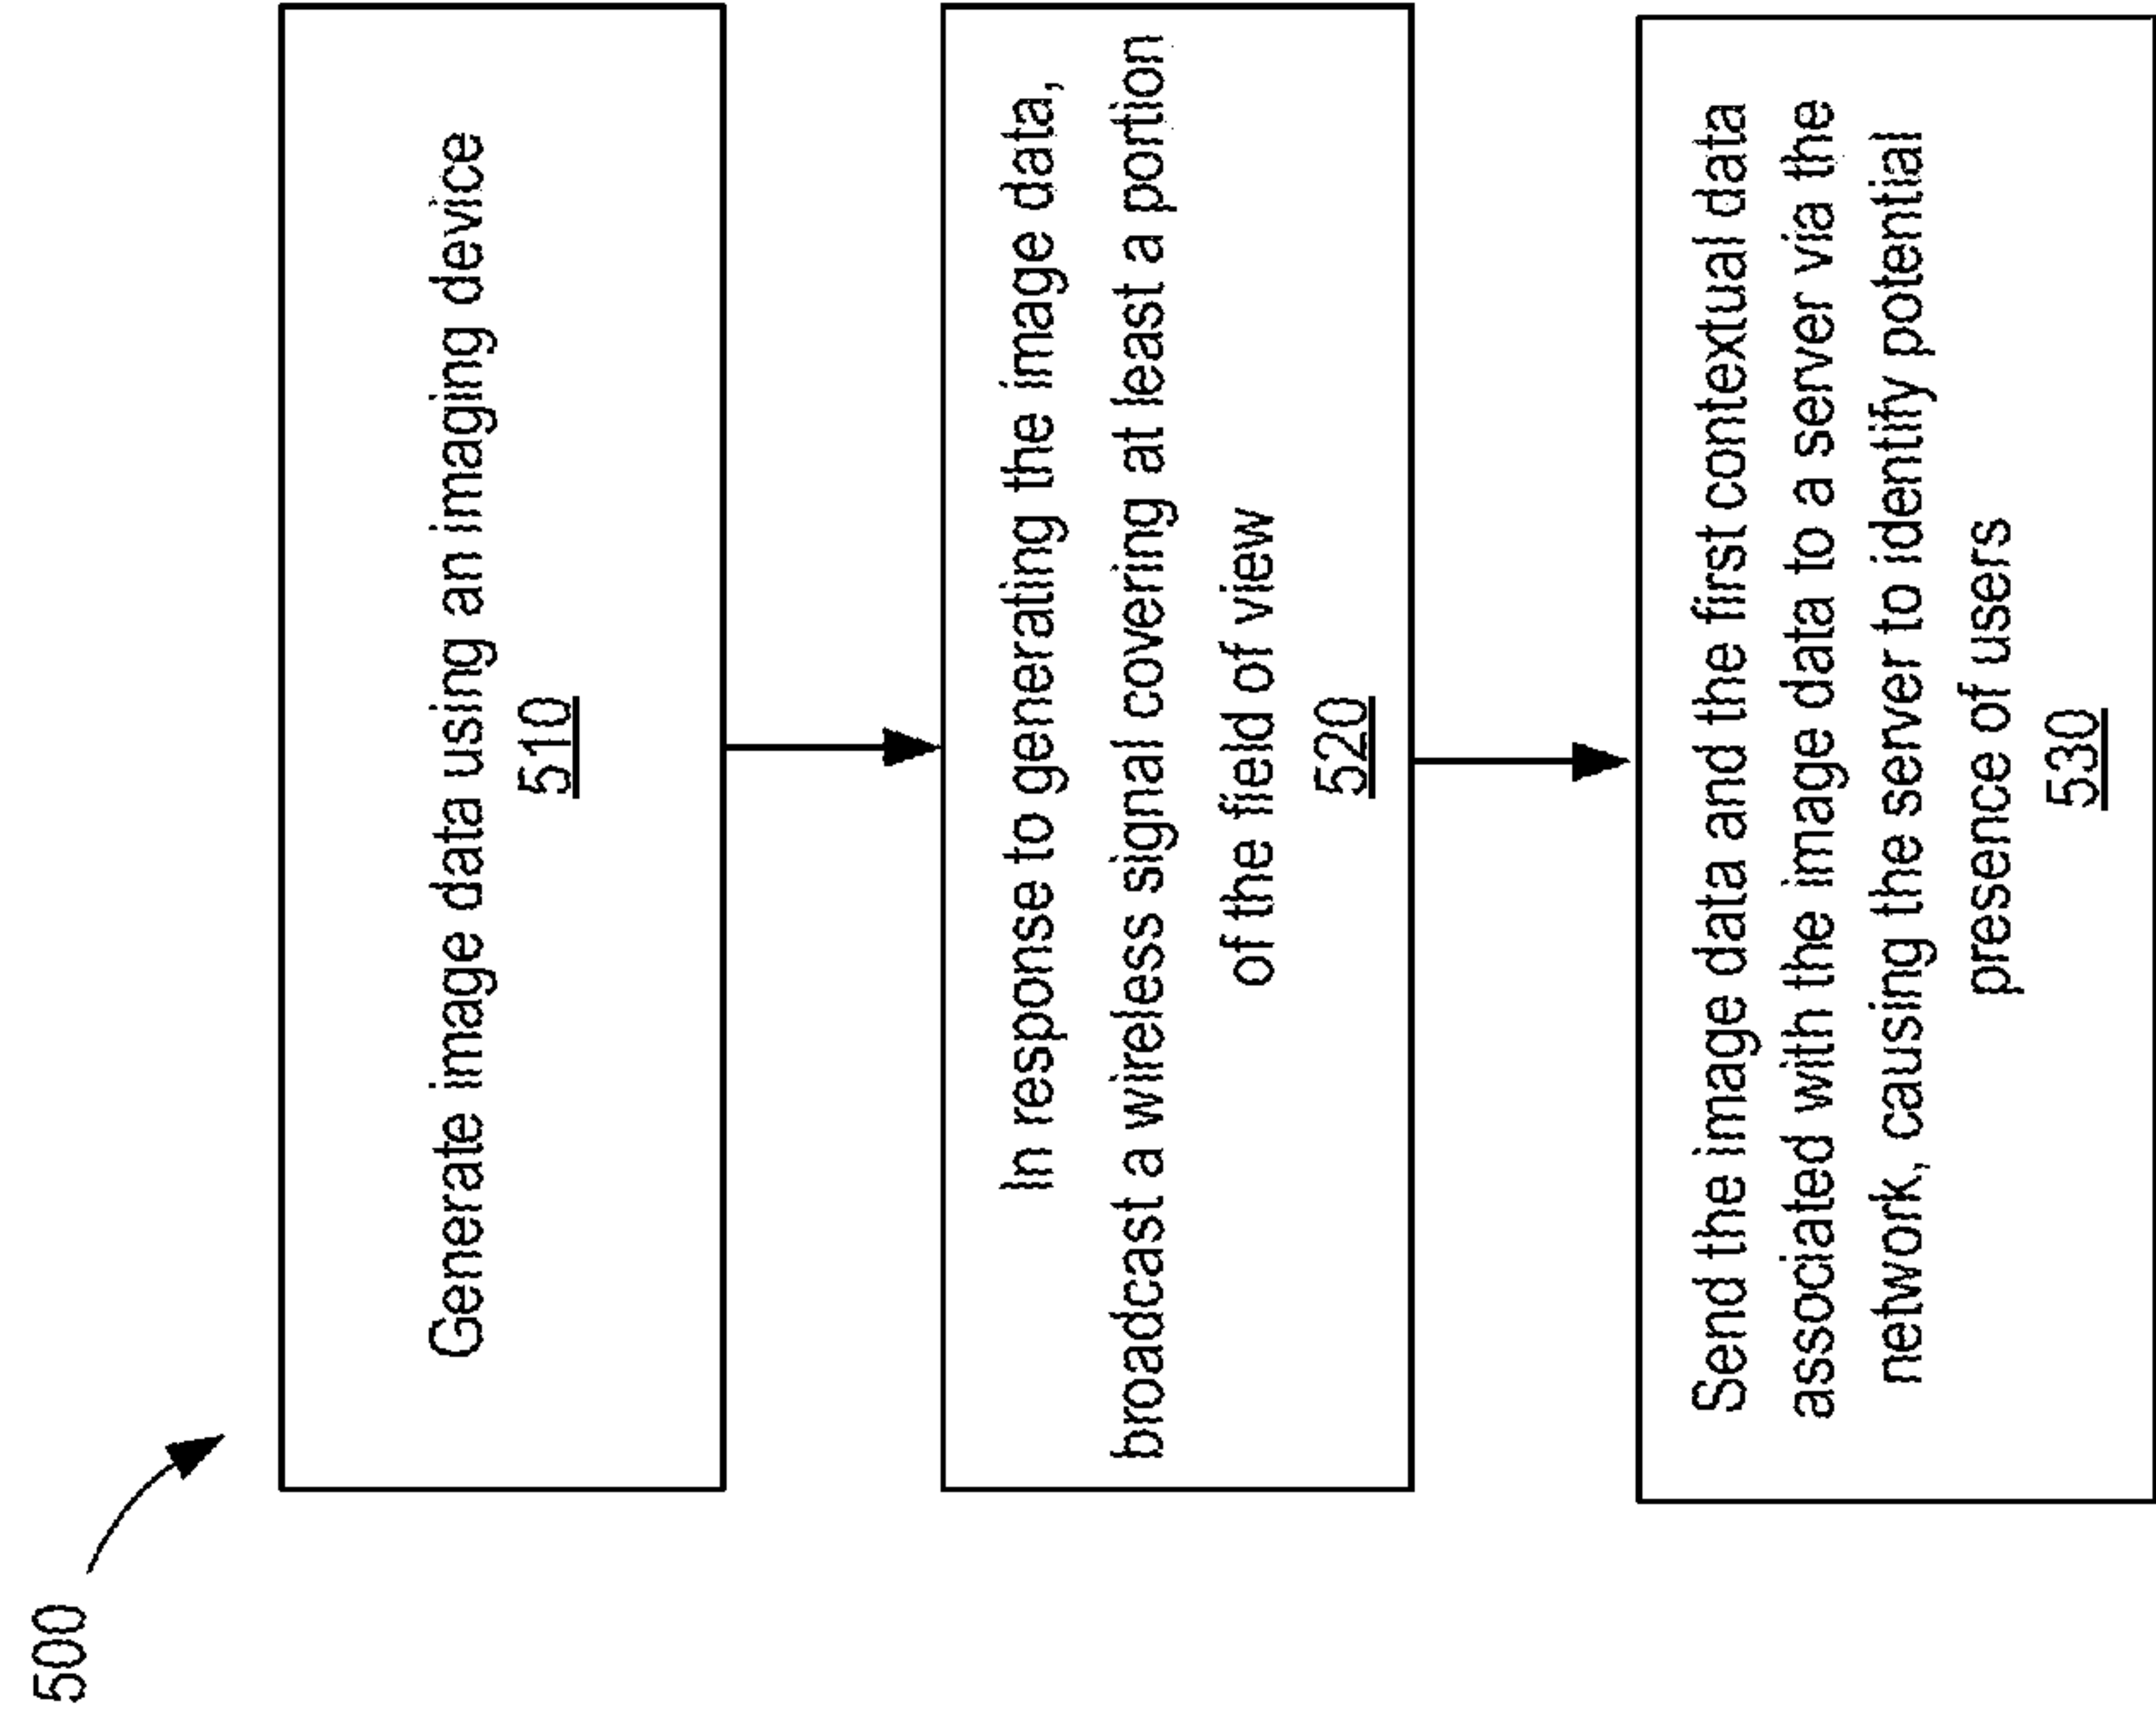 500
Generate image data using an imaging device
510
In response to generating the image data,
broadcast a wireless signal covering at least a portion
of the field of view
520
Send the image data and the first contextual data
associated with the image data to a server via the
network, causing the server to identify potential
presence of users
530